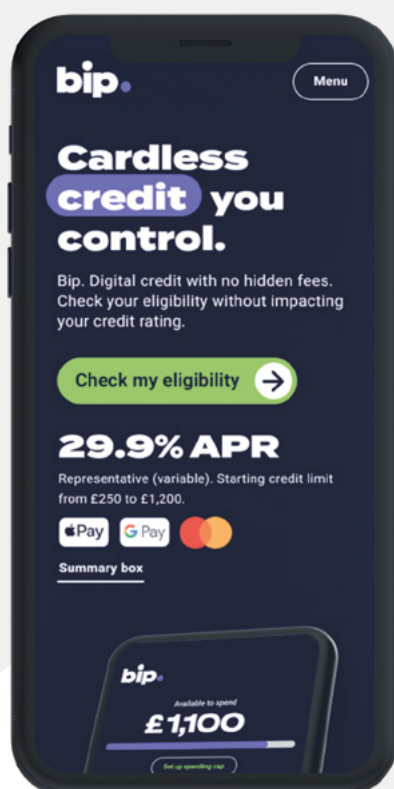 bip.
Menu
Cardless
credit you
control.
Bip. Digital credit with no hidden fees.
Check your eligibility without impacting
your credit rating.
Check my eligibility
29.9% APR
Representative (variable). Starting credit limit
from £250 to £1,200.
Pay
G Pay
Summary box
bip.
Available to spend
£1,100
Set up spending cap